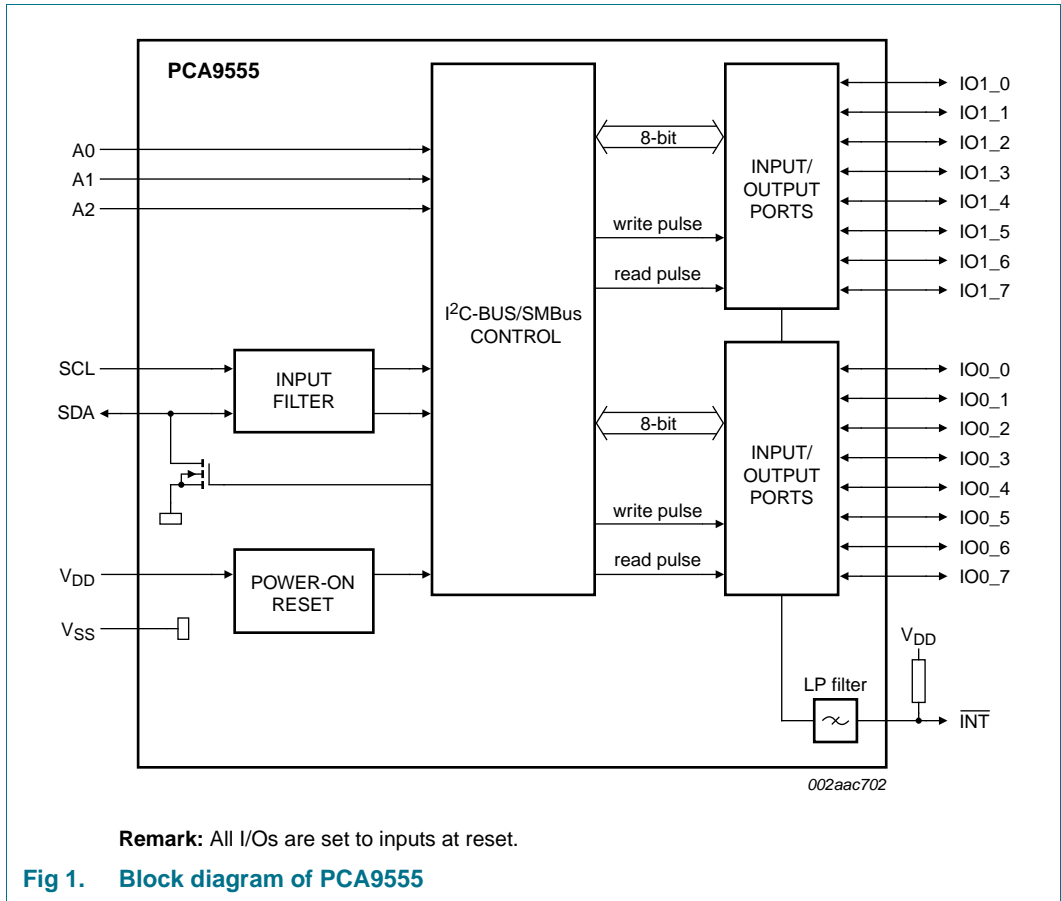 PCA9555
A0
A1
A2
SCL
SDA
VDD
VSS
INPUT
FILTER
POWER-ON
RESET
I2C-BUS/SMBus
CONTROL
8-bit
write pulse
read pulse
INPUT/
OUTPUT
PORTS
IO1_0
IO1_1
IO1_2
IO1_3
IO1_4
IO1_5
IO1_6
IO1_7
8-bit
write pulse
read pulse
INPUT/
OUTPUT
PORTS
IO0_0
IO0_1
IO0_2
IO0_3
IO0_4
IO0_5
IO0_6
IO0_7
VDD
LP filter
INT
002aac702
Remark: All I/Os are set to inputs at reset.
Fig 1. Block diagram of PCA9555